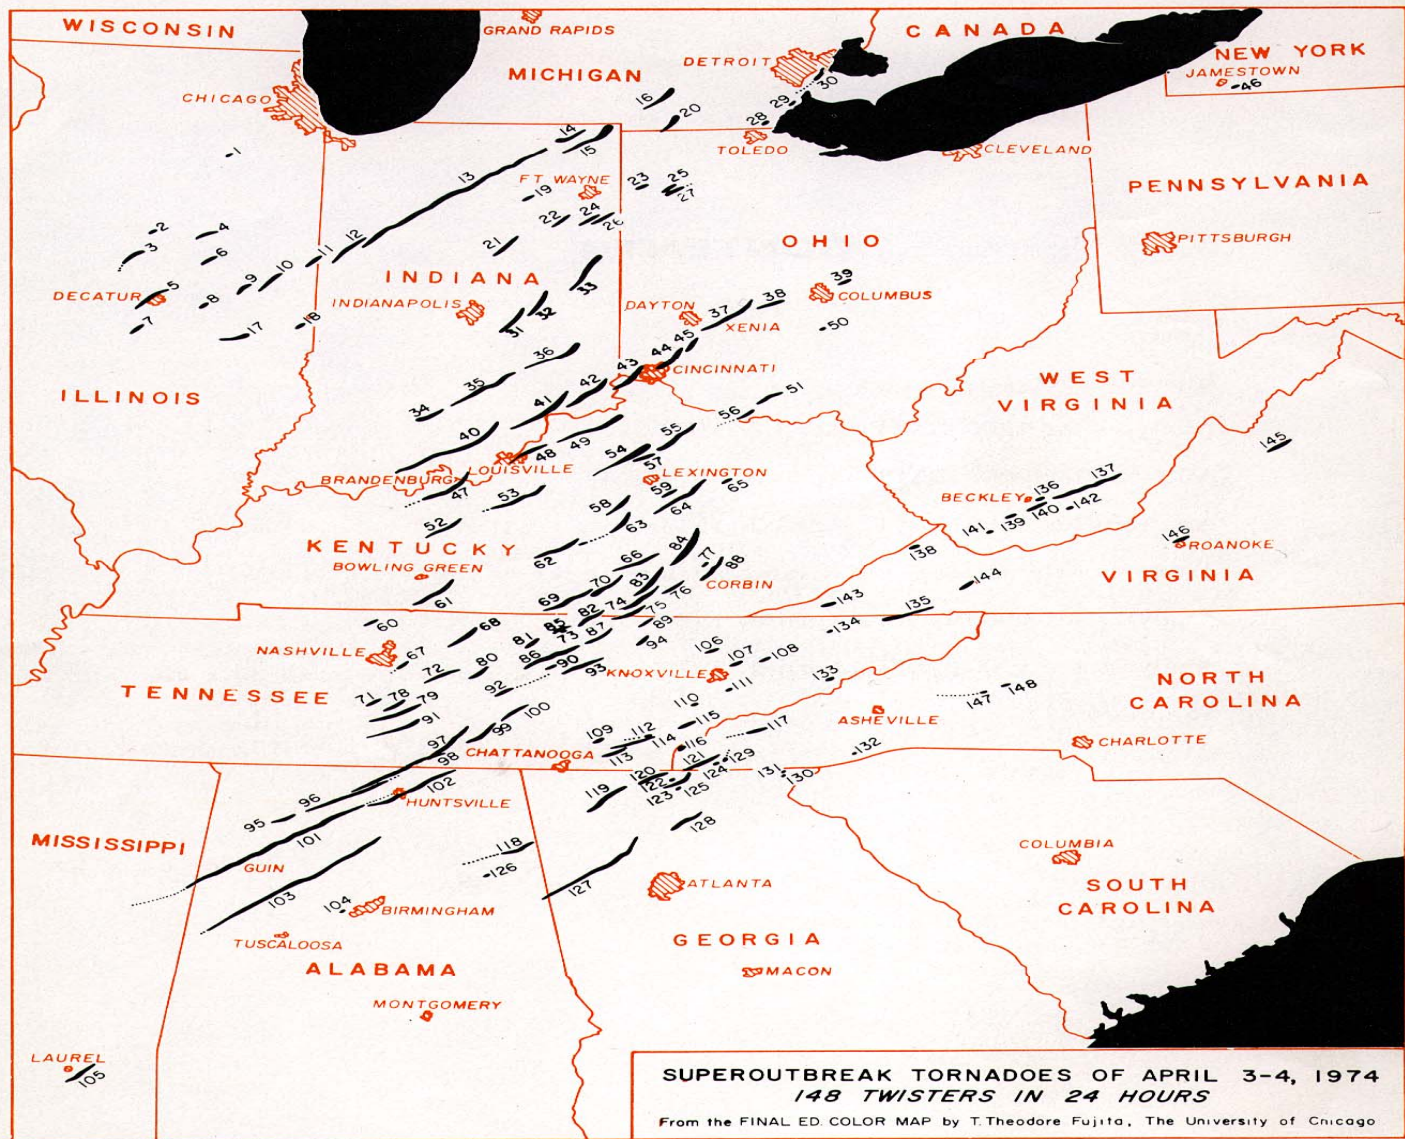 WISCONSIN
GRAND RAPIDS
MICHIGAN
DETROIT
CANADA
NEW YORK
JAMESTOWN
46
CHICAGO
16
20
30
29
28
TOLEDO
CLEVELAND
1
14
15
13
FT. WAYNE
19
23
25
27
PENNSYLVANIA
2
4
3
6
12
11
10
9
22
24
26
21
OHIO
PITTSBURGH
INDIANA
DECATUR
5
8
7
17
18
INDIANAPOLIS
33
32
31
DAYTON
37
38
39
COLUMBUS
XENIA
50
36
35
34
43
44
45
CINCINNATI
42
41
ILLINOIS
WEST
VIRGINIA
51
56
40
49
48
55
54
57
145
BRANDENBURG
LOUISVILLE
LEXINGTON
47
53
59
65
64
58
63
52
BECKLEY
136
137
140
142
139
141
138
146
ROANOKE
KENTUCKY
BOWLING GREEN
62
66
84
77
88
83
70
69
CORBIN
VIRGINIA
61
82
74
75
76
144
143
135
134
60
68
NASHVILLE
67
81
85
73
87
89
94
86
90
93
106
107
108
72
80
92
KNOXVILLE
111
133
TENNESSEE
71
78
79
91
110
147
148
NORTH
CAROLINA
ASHEVILLE
100
99
97
98
109
112
115
114
113
116
117
CHATTANOOGA
CHARLOTTE
132
121
129
124
120
122
123
125
131
130
119
128
96
95
102
HUNTSVILLE
101
MISSISSIPPI
GUIN
118
126
127
103
104
BIRMINGHAM
ATLANTA
COLUMBIA
SOUTH
CAROLINA
TUSCALOOSA
GEORGIA
ALABAMA
MACON
MONTGOMERY
LAUREL
105
SUPEROUTBREAK TORNADOES OF APRIL 3-4, 1974
148 TWISTERS IN 24 HOURS
From the FINAL ED. COLOR MAP by T. Theodore Fujita, The University of Chicago